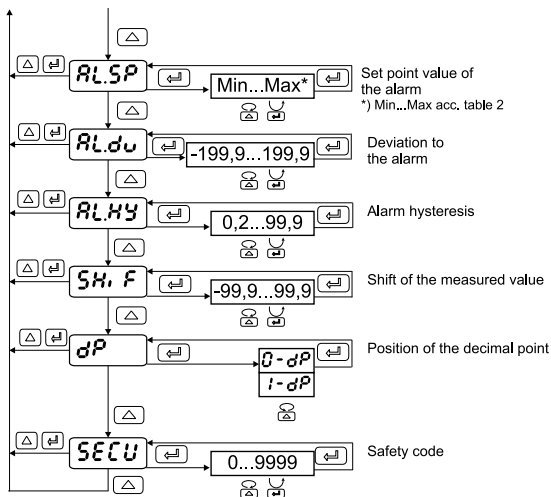 AL.SP
Min...Max*
Set point value of
the alarm
*) Min...Max acc. table 2
AL.du
-199,9...199,9
Deviation to
the alarm
AL.HY
0,2...99,9
Alarm hysteresis
SHi F
-99,9...99,9
Shift of the measured value
dP
0-dP
1-dP
Position of the decimal point
SECU
0...9999
Safety code